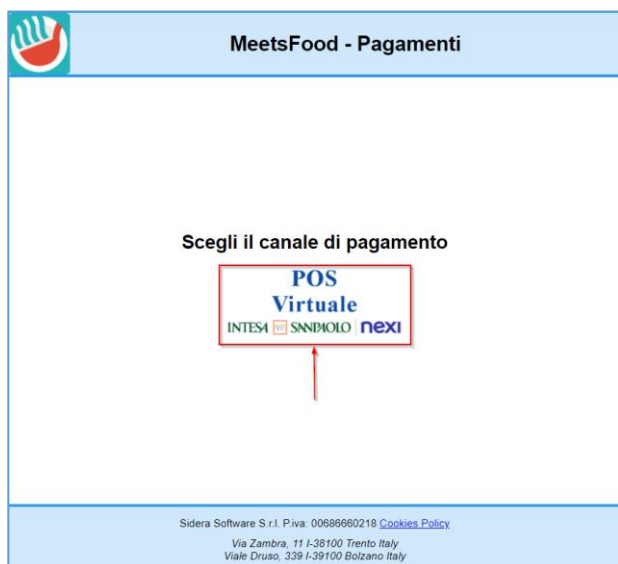 MeetsFood - Pagamenti
Scegli il canale di pagamento
POS
Virtuale
INTESA SANPAOLO nexi
Sidera Software S.r.l. P.iva: 00686660218 Cookies Policy
Via Zambra, 11 I-38100 Trento Italy
Viale Druso, 339 I-39100 Bolzano Italy